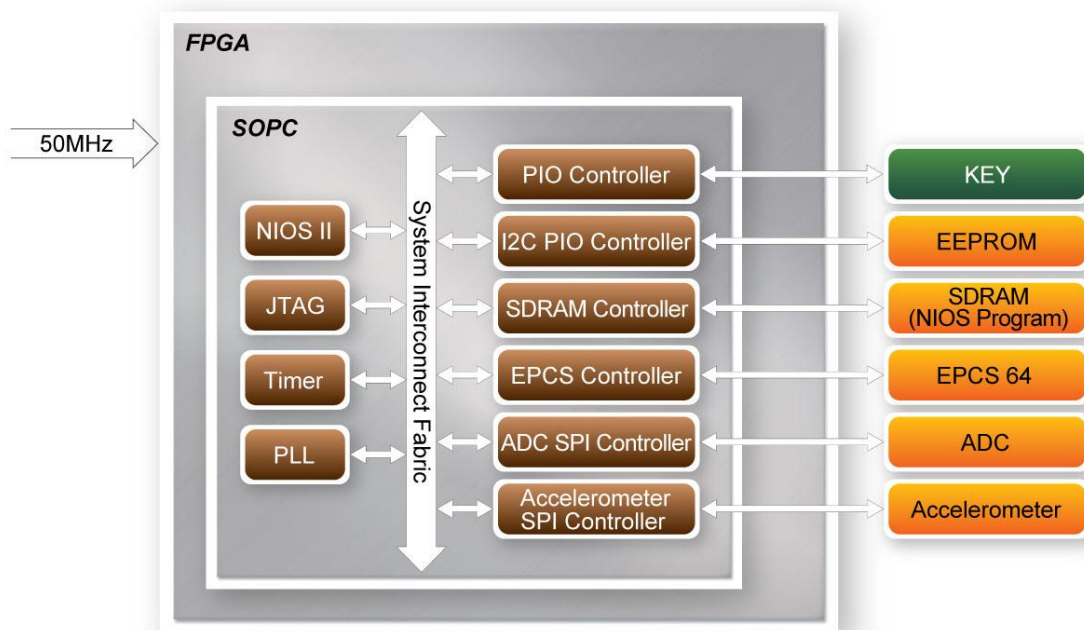 FPGA
50MHz
SOPC
NIOS II
JTAG
Timer
PLL
System Interconnect Fabric
PIO Controller
I2C PIO Controller
SDRAM Controller
EPCS Controller
ADC SPI Controller
Accelerometer
SPI Controller
KEY
EEPROM
SDRAM
(NIOS Program)
EPCS 64
ADC
Accelerometer